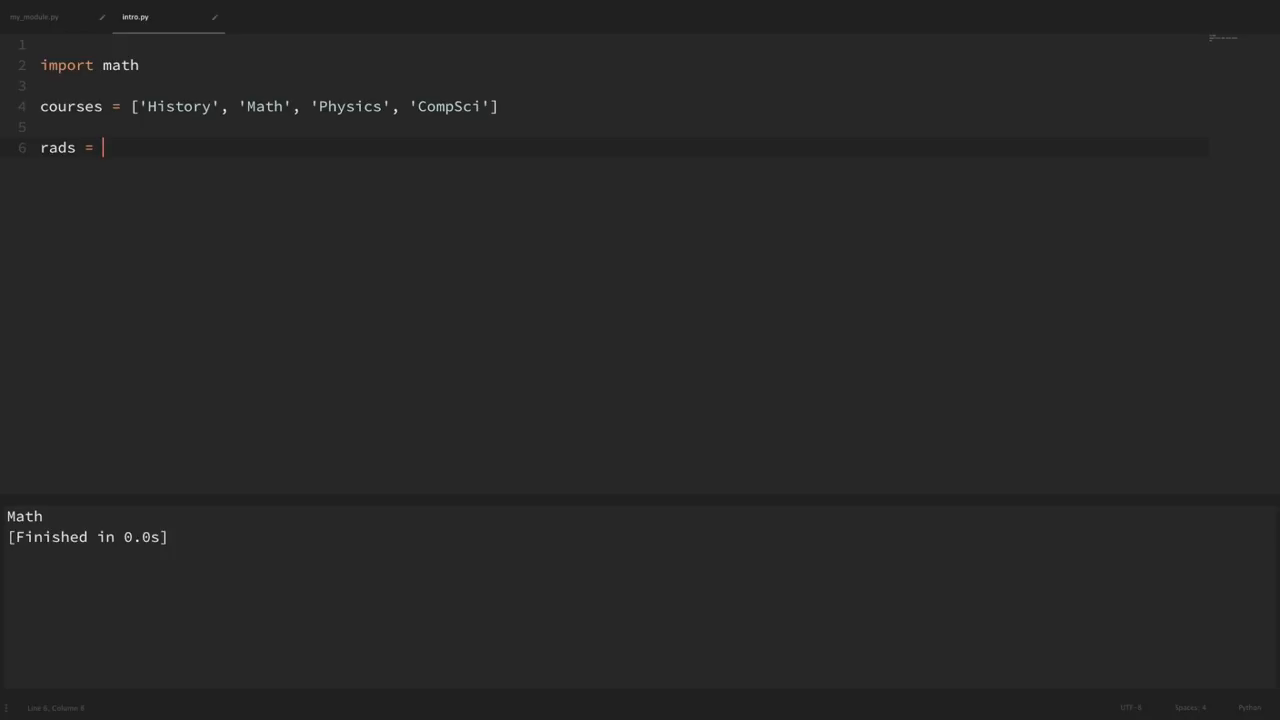 my_module.py
intro.py
1
2 import math
3
4 courses = ['History', 'Math', 'Physics', 'CompSci']
5
6 rads =
Math
[Finished in 0.0s]
Line 6, Column 8
UTF-8
Spaces: 4
Python